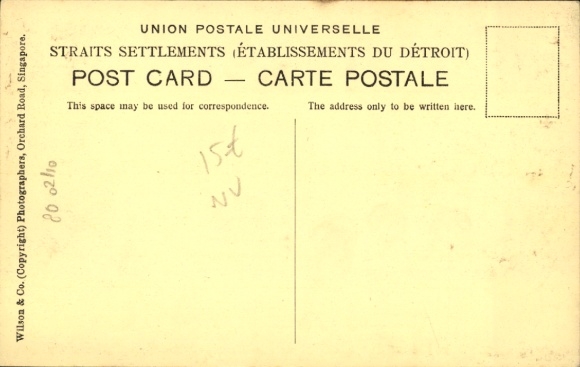 UNION POSTALE UNIVERSELLE
STRAITS SETTLEMENTS (ÉTABLISSEMENTS DU DÉTROIT)
POST CARD — CARTE POSTALE
This space may be used for correspondence.
The address only to be written here.
Wilson & Co. (Copyright) Photographers, Orchard Road, Singapore.
NV